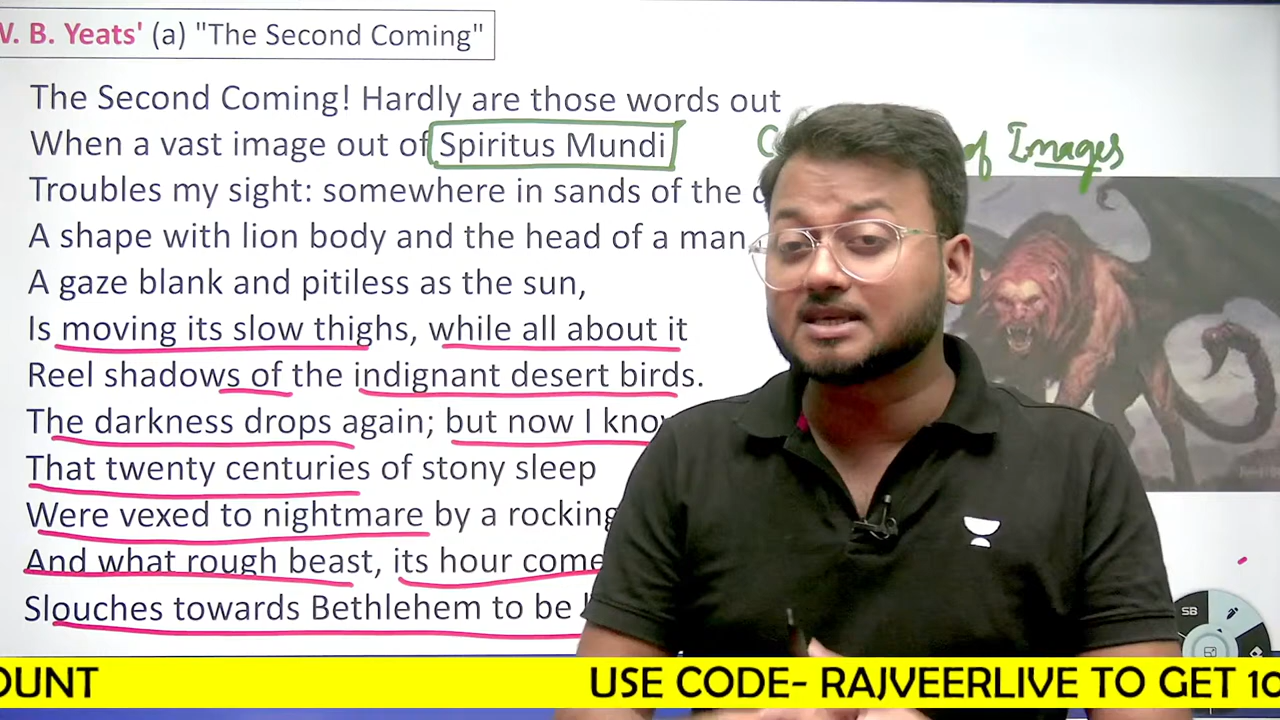 W. B. Yeats' (a) "The Second Coming"
The Second Coming! Hardly are those words out
When a vast image out of Spiritus Mundi
of Images
Troubles my sight: somewhere in sands of the
A shape with lion body and the head of a man,
A gaze blank and pitiless as the sun,
Is moving its slow thighs, while all about it
Reel shadows of the indignant desert birds.
The darkness drops again; but now I know
That twenty centuries of stony sleep
Were vexed to nightmare by a rocking
And what rough beast, its hour come
Slouches towards Bethlehem to be
SB
OUNT USE CODE- RAJVEERLIVE TO GET 10